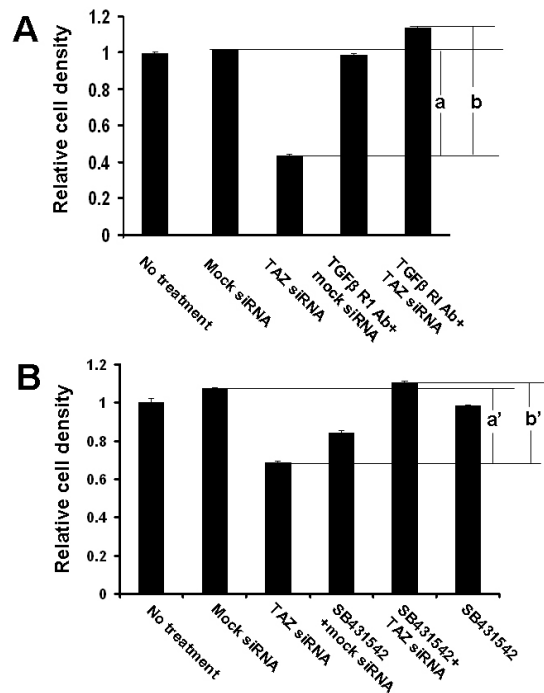 A
Relative cell density
1.2
1
0.8
0.6
0.4
0.2
0
a
b
No treatment
Mock siRNA
TAZ siRNA
TGFβ R1 Ab+
mock siRNA
TGFβ RI Ab+
TAZ siRNA
B
Relative cell density
1.2
1
0.8
0.6
0.4
0.2
0
a'
b'
No treatment
Mock siRNA
TAZ siRNA
SB431542
+mock siRNA
SB431542+
TAZ siRNA
SB431542